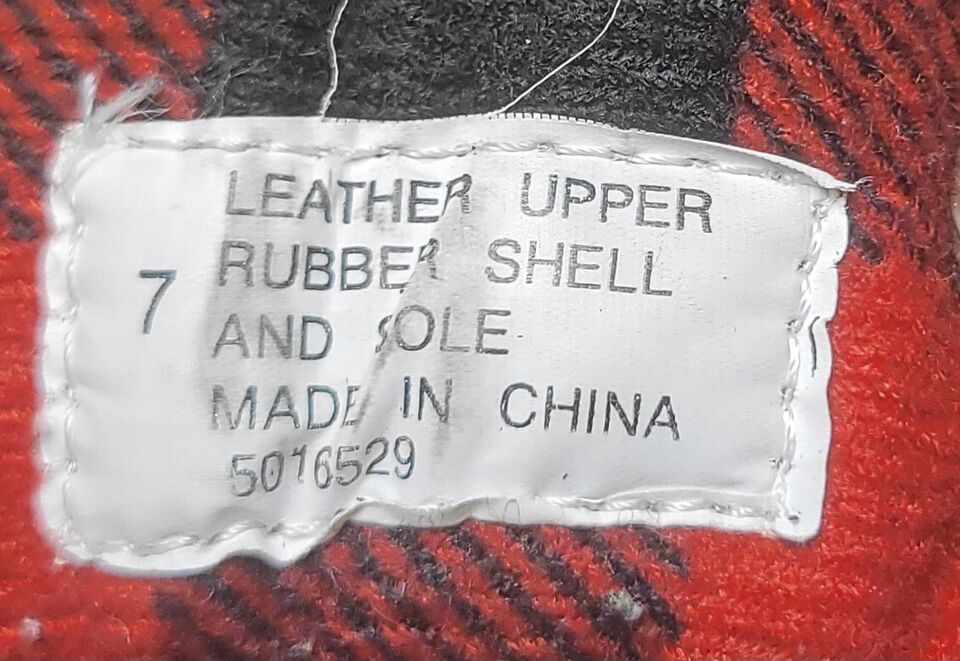 LEATHER UPPER
RUBBER SHELL
7
AND SOLE
MADE IN CHINA
5016529